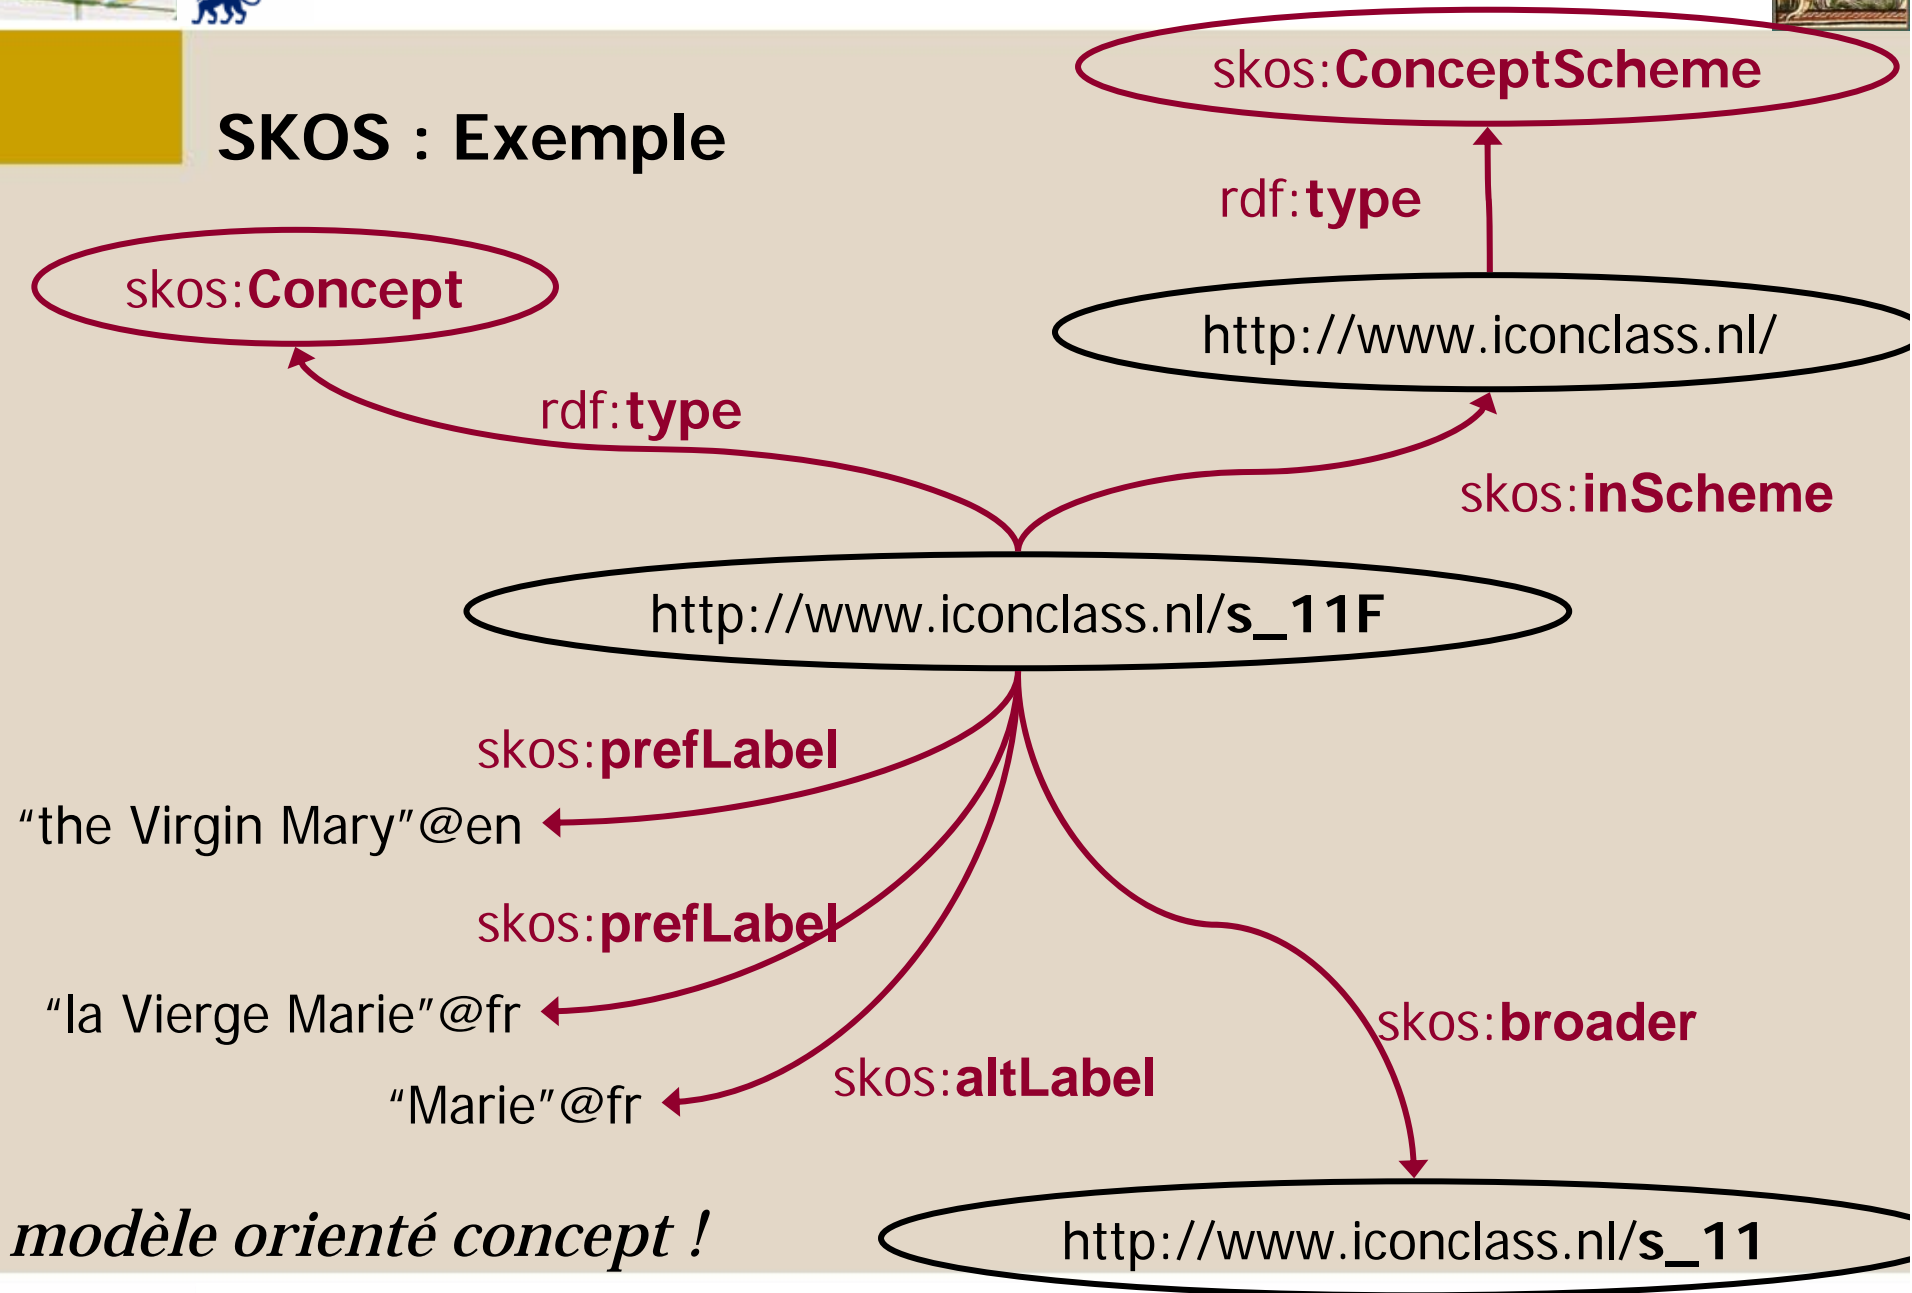 skos:ConceptScheme
SKOS : Exemple
rdf:type
skos:Concept
http://www.iconclass.nl/
rdf:type
skos:inScheme
http://www.iconclass.nl/s_11F
skos:prefLabel
“the Virgin Mary”@en
skos:prefLabel
“la Vierge Marie”@fr
skos:broader
skos:altLabel
“Marie”@fr
modèle orienté concept !
http://www.iconclass.nl/s_11